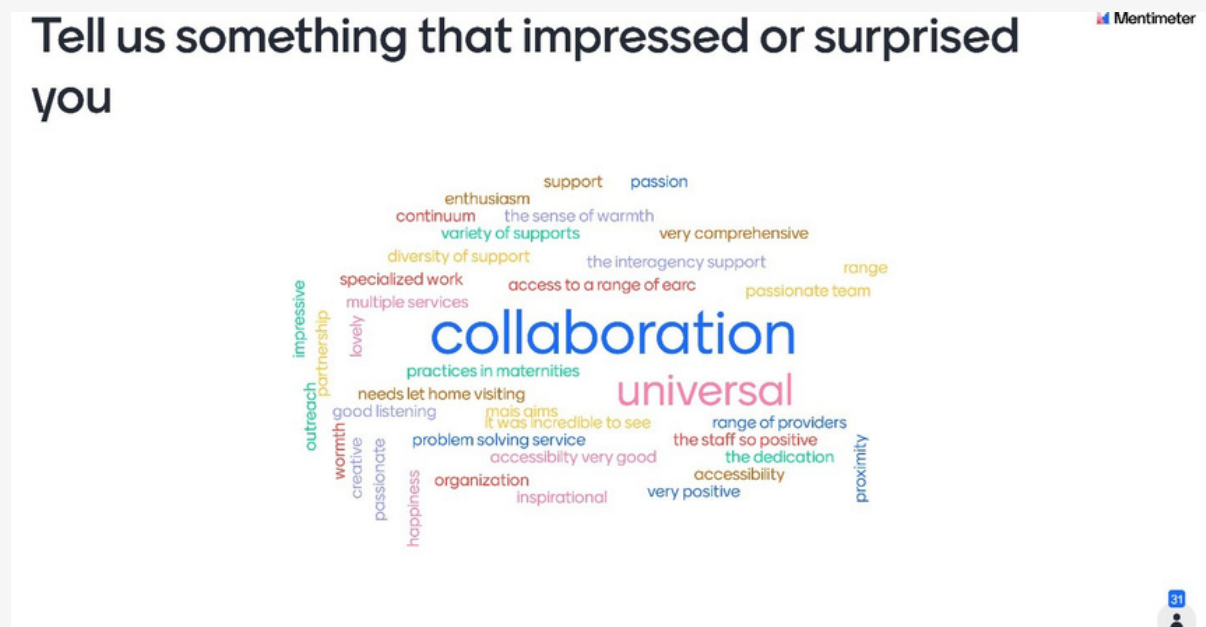 Mentimeter
Tell us something that impressed or surprised
you
support
passion
enthusiasm
continuum
the sense of warmth
variety of supports
very comprehensive
diversity of support
the interagency support
range
specialized work
access to a range of earc
passionate team
multiple services
impressive
partnership
lovely
collaboration
practices in maternities
universal
needs let home visiting
outreach
good listening
mais aims
it was incredible to see
range of providers
wormth
creative
passionate
problem solving service
the staff so positive
accessibilty very good
the dedication
proximity
accessibility
happiness
organization
very positive
inspirational
31